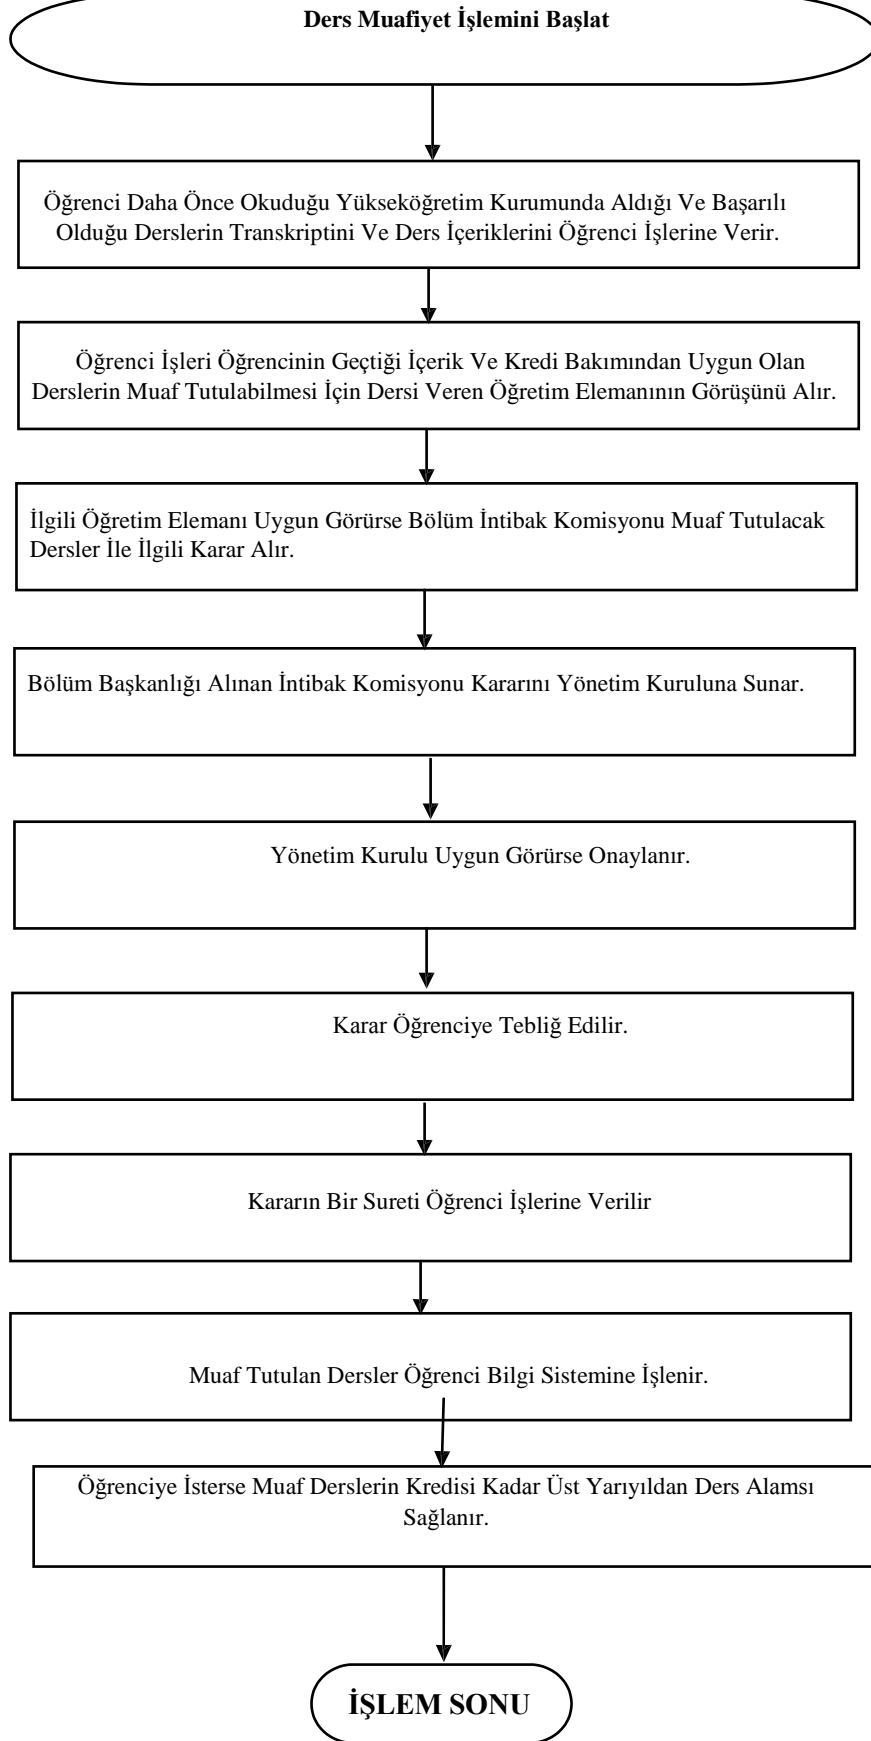 Ders Muafiyet İşlemini Başlat
Öğrenci Daha Önce Okuduğu Yükseköğretim Kurumunda Aldığı Ve Başarılı
Olduğu Derslerin Transkriptini Ve Ders İçeriklerini Öğrenci İşlerine Verir.
Öğrenci İşleri Öğrencinin Geçtiği İçerik Ve Kredi Bakımından Uygun Olan
Derslerin Muaf Tutulabilmesi İçin Dersi Veren Öğretim Elemanının Görüşünü Alır.
İlgili Öğretim Elemanı Uygun Görürse Bölüm İntibak Komisyonu Muaf Tutulacak
Dersler İle İlgili Karar Alır.
Bölüm Başkanlığı Alınan İntibak Komisyonu Kararını Yönetim Kuruluna Sunar.
Yönetim Kurulu Uygun Görürse Onaylanır.
Karar Öğrenciye Tebliğ Edilir.
Kararın Bir Sureti Öğrenci İşlerine Verilir
Muaf Tutulan Dersler Öğrenci Bilgi Sistemine İşlenir.
Öğrenciye İsterse Muaf Derslerin Kredisi Kadar Üst Yarıyıldan Ders Alamsı
Sağlanır.
İŞLEM SONU